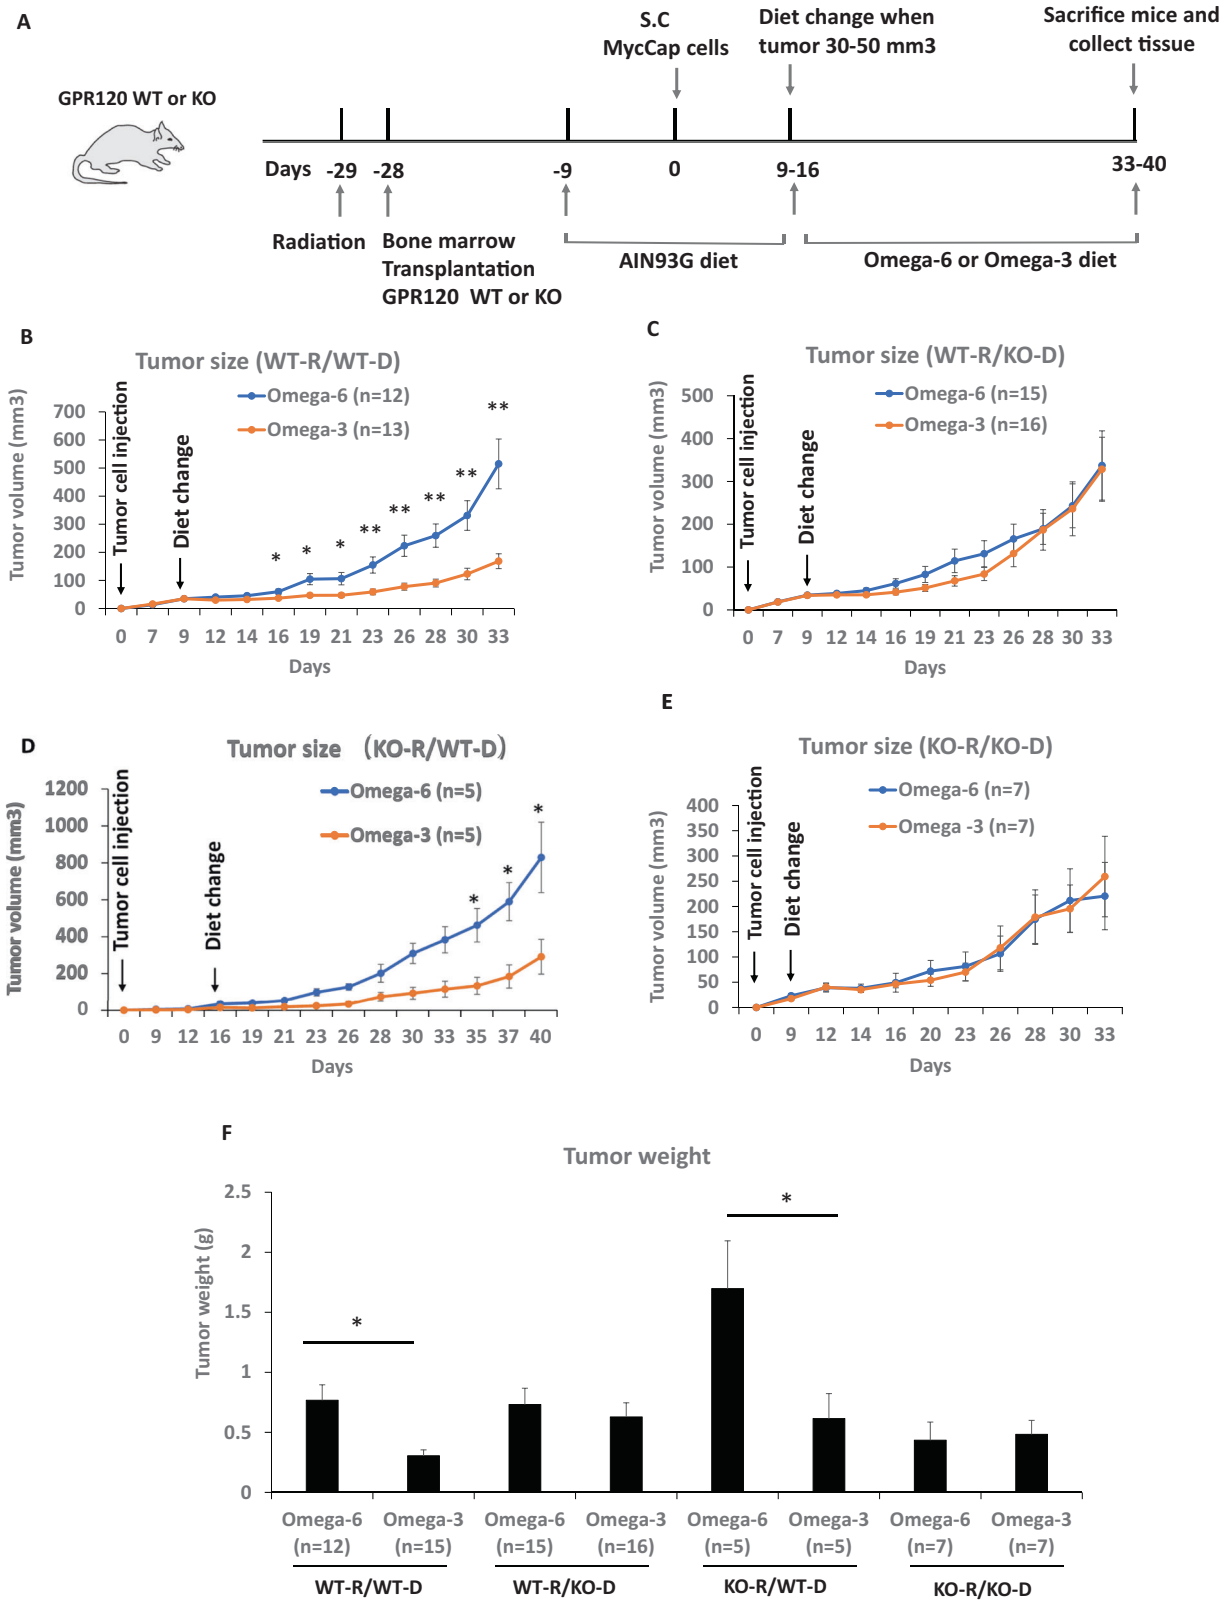 A
S.C
MycCap cells
Diet change when
tumor 30-50 mm3
Sacrifice mice and
collect tissue
GPR120 WT or KO
Days -29 -28 -9 0 9-16 33-40
Radiation
Bone marrow
Transplantation
GPR120 WT or KO
AIN93G diet
Omega-6 or Omega-3 diet
B
Tumor size (WT-R/WT-D)
Omega-6 (n=12)
Omega-3 (n=13)
Tumor cell injection
Diet change
Tumor volume (mm3)
700
600
500
400
300
200
100
0
* * * ** ** ** ** **
0 7 9 12 14 16 19 21 23 26 28 30 33
Days
C
Tumor size (WT-R/KO-D)
Omega-6 (n=15)
Omega-3 (n=16)
Tumor cell injection
Diet change
Tumor volume (mm3)
500
400
300
200
100
0
0 7 9 12 14 16 19 21 23 26 28 30 33
Days
D
Tumor size (KO-R/WT-D)
Omega-6 (n=5)
Omega-3 (n=5)
Tumor cell injection
Diet change
Tumor volume (mm3)
1200
1000
800
600
400
200
0
* * *
0 9 12 16 19 21 23 26 28 30 33 35 37 40
Days
E
Tumor size (KO-R/KO-D)
Omega-6 (n=7)
Omega -3 (n=7)
Tumor cell injection
Diet change
Tumor volume (mm3)
400
350
300
250
200
150
100
50
0
0 9 12 14 16 20 23 26 28 30 33
Days
F
Tumor weight
Tumor weight (g)
2.5
2
1.5
1
0.5
0
* *
Omega-6 Omega-3 Omega-6 Omega-3 Omega-6 Omega-3 Omega-6 Omega-3
(n=12) (n=15) (n=15) (n=16) (n=5) (n=5) (n=7) (n=7)
WT-R/WT-D WT-R/KO-D KO-R/WT-D KO-R/KO-D